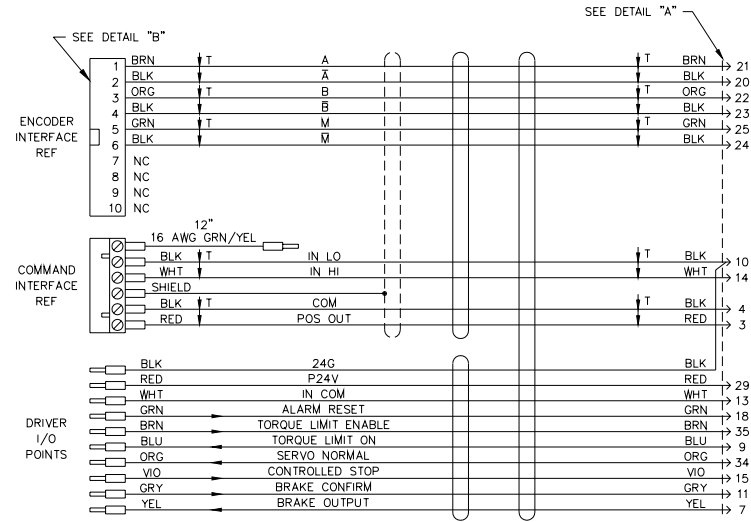 SEE DETAIL "A"
SEE DETAIL "B"
1 BRN T A T BRN 21
2 BLK A̅ BLK 20
3 ORG T B T ORG 22
4 BLK B̅ BLK 23
5 GRN T M T GRN 25
6 BLK M̅ BLK 24
7 NC
8 NC
9 NC
10 NC
ENCODER
INTERFACE
REF
12"
16 AWG GRN/YEL
BLK T IN LO T BLK 10
WHT IN HI WHT 14
SHIELD
BLK T COM T BLK 4
RED POS OUT RED 3
COMMAND
INTERFACE
REF
BLK 24G BLK
RED P24V RED 29
WHT IN COM WHT 13
GRN ALARM RESET GRN 18
BRN TORQUE LIMIT ENABLE BRN 35
BLU TORQUE LIMIT ON BLU 9
ORG SERVO NORMAL ORG 34
VIO CONTROLLED STOP VIO 15
GRY BRAKE CONFIRM GRY 11
YEL BRAKE OUTPUT YEL 7
DRIVER
I/O
POINTS